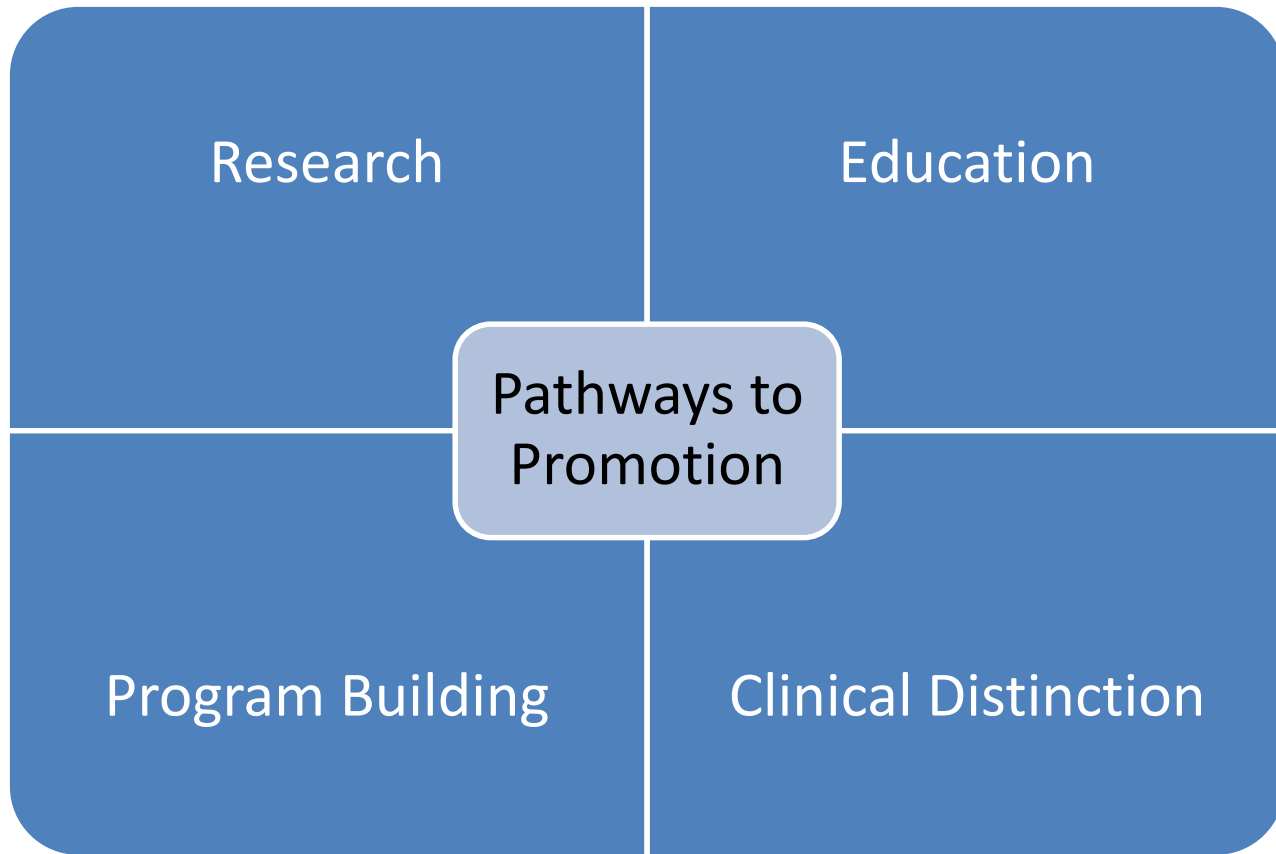 Research
Education
Pathways to
Promotion
Program Building
Clinical Distinction